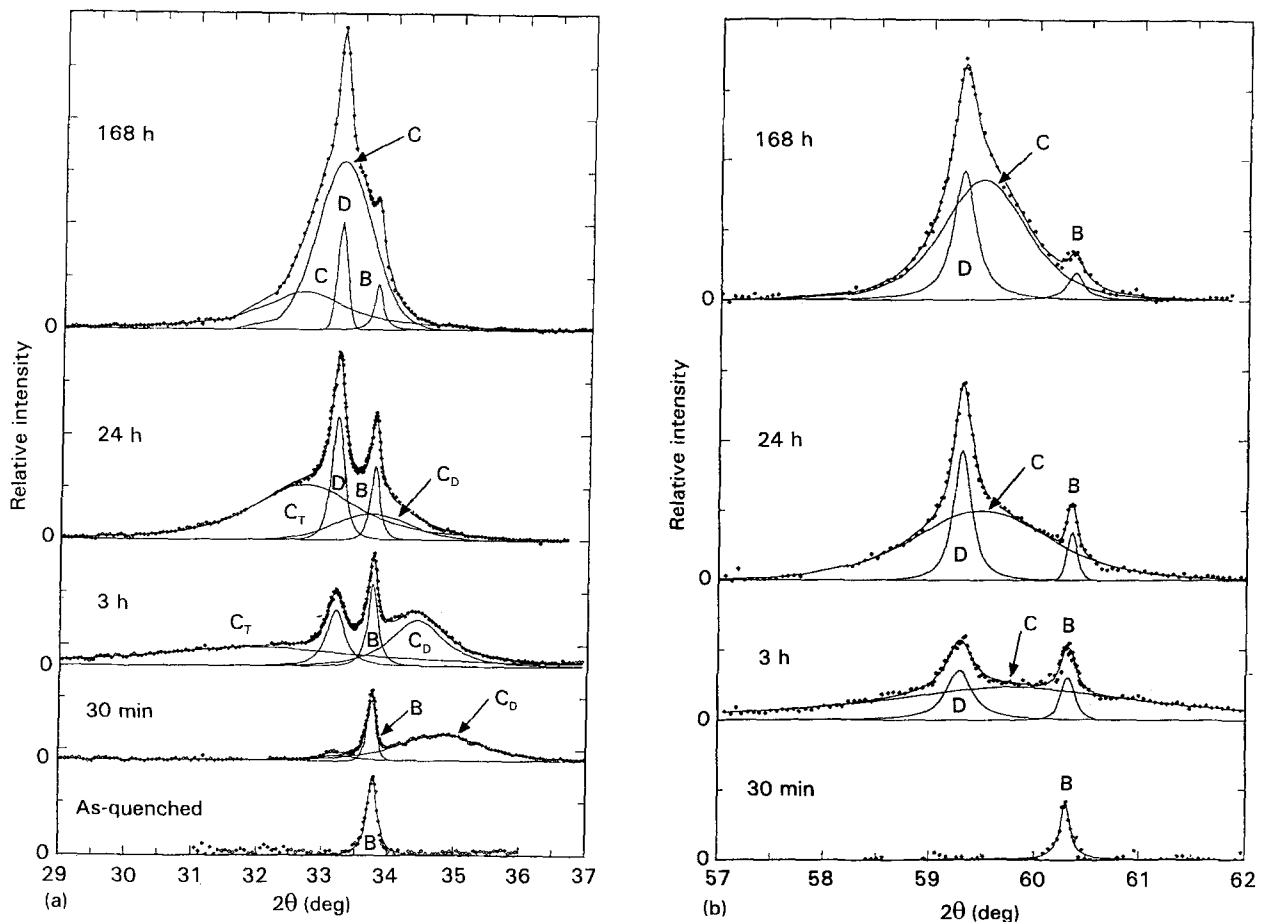 168 h
C
D
C
B
0
24 h
D
B
C_D
C_T
0
3 h
C_T
B
C_D
0
30 min
B
C_D
0
As-quenched
B
0
29 30 31 32 33 34 35 36 37
(a)
2θ (deg)
Relative intensity
168 h
C
D
B
0
24 h
C
D
B
0
3 h
C
B
D
0
30 min
B
0
57 58 59 60 61 62
(b)
2θ (deg)
Relative intensity